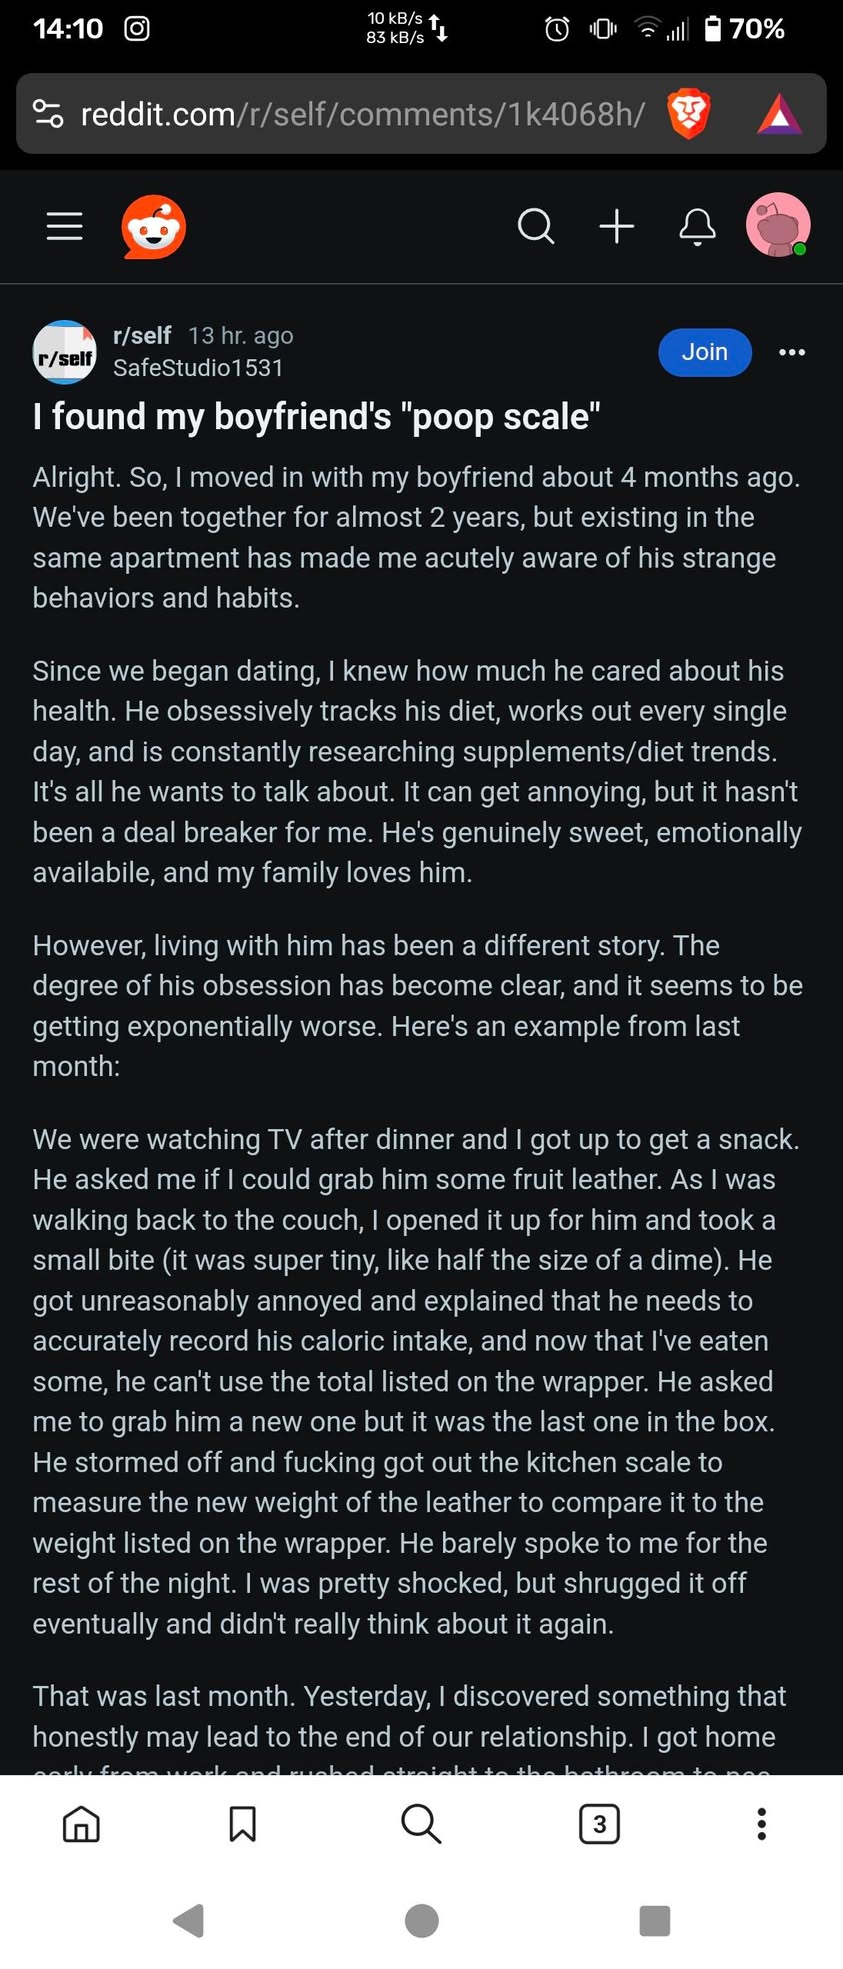 14:10
10 kB/s
83 kB/s
70%
reddit.com/r/self/comments/1k4068h/
r/self 13 hr. ago
r/self
SafeStudio1531
Join
I found my boyfriend's "poop scale"
Alright. So, I moved in with my boyfriend about 4 months ago.
We've been together for almost 2 years, but existing in the
same apartment has made me acutely aware of his strange
behaviors and habits.
Since we began dating, I knew how much he cared about his
health. He obsessively tracks his diet, works out every single
day, and is constantly researching supplements/diet trends.
It's all he wants to talk about. It can get annoying, but it hasn't
been a deal breaker for me. He's genuinely sweet, emotionally
availabile, and my family loves him.
However, living with him has been a different story. The
degree of his obsession has become clear, and it seems to be
getting exponentially worse. Here's an example from last
month:
We were watching TV after dinner and I got up to get a snack.
He asked me if I could grab him some fruit leather. As I was
walking back to the couch, I opened it up for him and took a
small bite (it was super tiny, like half the size of a dime). He
got unreasonably annoyed and explained that he needs to
accurately record his caloric intake, and now that I've eaten
some, he can't use the total listed on the wrapper. He asked
me to grab him a new one but it was the last one in the box.
He stormed off and fucking got out the kitchen scale to
measure the new weight of the leather to compare it to the
weight listed on the wrapper. He barely spoke to me for the
rest of the night. I was pretty shocked, but shrugged it off
eventually and didn't really think about it again.
That was last month. Yesterday, I discovered something that
honestly may lead to the end of our relationship. I got home
early from work and rushed straight to the bathroom to pee
3